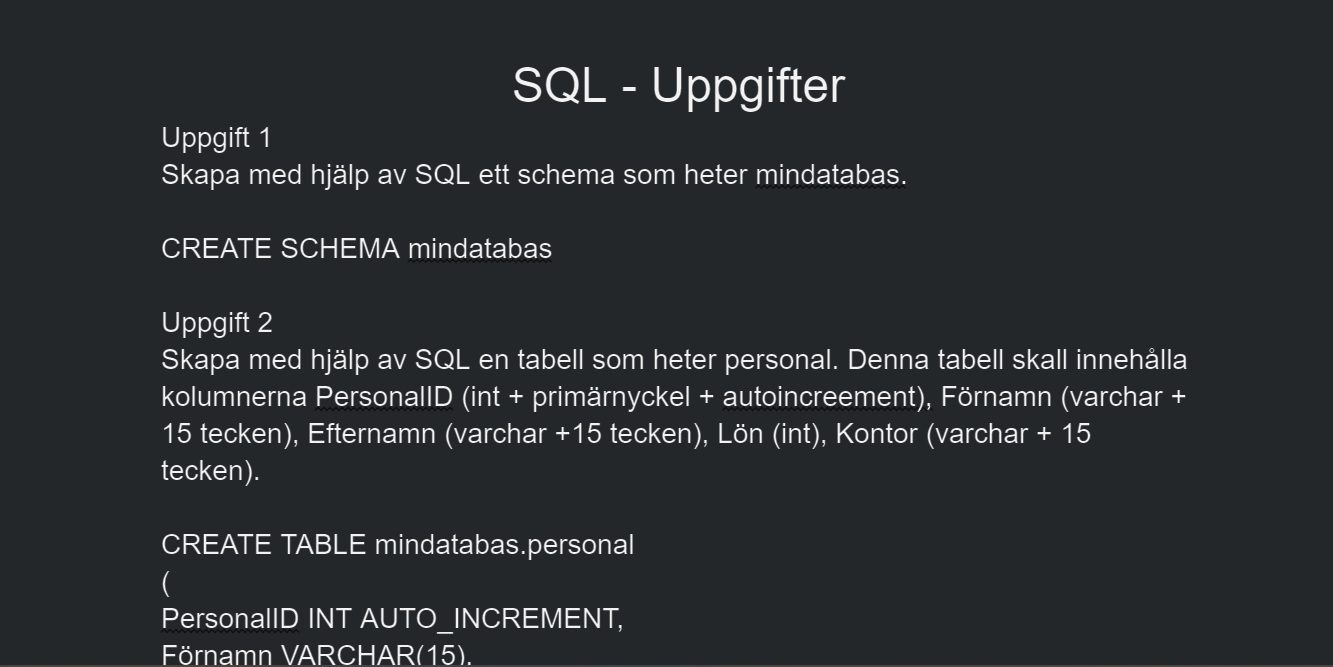 SQL - Uppgifter
Uppgift 1
Skapa med hjälp av SQL ett schema som heter mindatabas.
CREATE SCHEMA mindatabas
Uppgift 2
Skapa med hjälp av SQL en tabell som heter personal. Denna tabell skall innehålla
kolumnerna PersonalID (int + primärnyckel + autoincreement), Förnamn (varchar +
15 tecken), Efternamn (varchar +15 tecken), Lön (int), Kontor (varchar + 15
tecken).
CREATE TABLE mindatabas.personal
(
PersonalID INT AUTO_INCREMENT,
Förnamn VARCHAR(15),